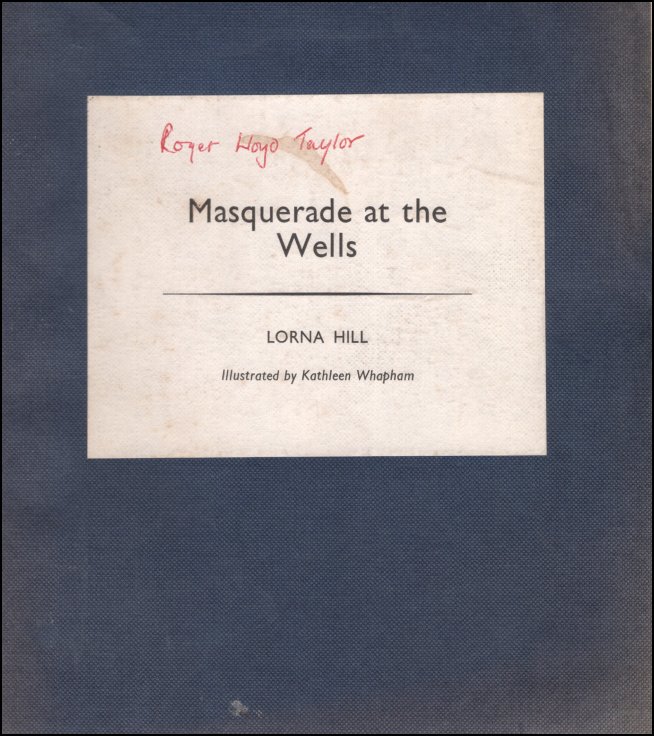 Roger Lloyd Taylor
Masquerade at the
Wells
LORNA HILL
Illustrated by Kathleen Whapham